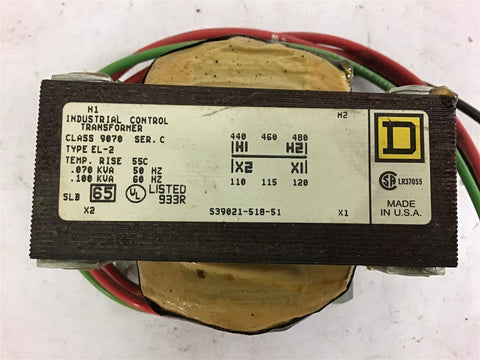 H1 H2
INDUSTRIAL CONTROL
TRANSFORMER
CLASS 9070 SER. C
TYPE EL-2
TEMP. RISE 55C
.070 KVA 50 HZ
.100 KVA 60 HZ
SLB 65 UL LISTED
933R
X2 S39021-518-51 X1
440 460 480
H1 H2
X2 X1
110 115 120
D
SA LR37055
MADE
IN U.S.A.